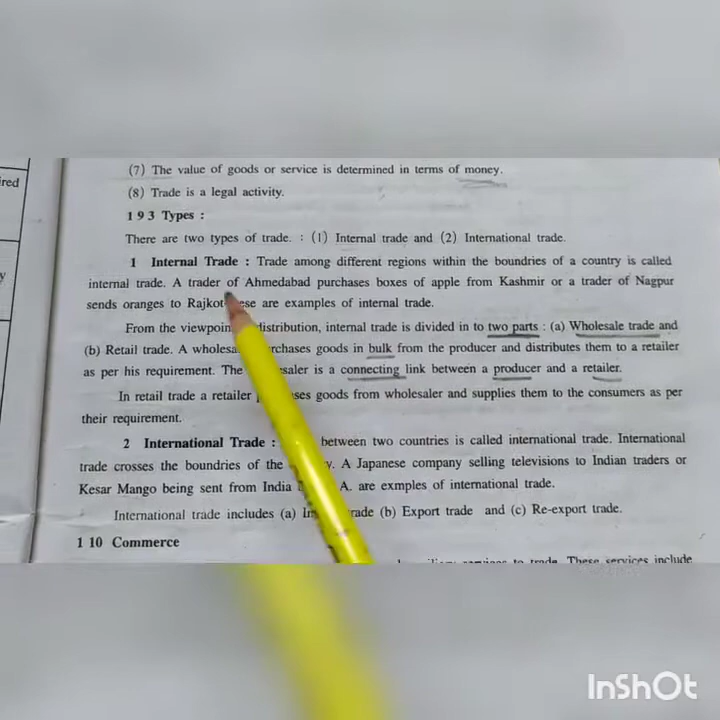 ired
(7) The value of goods or service is determined in terms of money.
(8) Trade is a legal activity.
y
1 9 3 Types :
There are two types of trade. : (1) Internal trade and (2) International trade.
1 Internal Trade : Trade among different regions within the boundries of a country is called
internal trade. A trader of Ahmedabad purchases boxes of apple from Kashmir or a trader of Nagpur
sends oranges to Rajkot ese are examples of internal trade.
From the viewpoin distribution, internal trade is divided in to two parts : (a) Wholesale trade and
(b) Retail trade. A wholesa rchases goods in bulk from the producer and distributes them to a retailer
as per his requirement. The saler is a connecting link between a producer and a retailer.
In retail trade a retailer ses goods from wholesaler and supplies them to the consumers as per
their requirement.
2 International Trade : between two countries is called international trade. International
trade crosses the boundries of the y. A Japanese company selling televisions to Indian traders or
Kesar Mango being sent from India A. are exmples of international trade.
International trade includes (a) Im rade (b) Export trade and (c) Re-export trade.
1 10 Commerce
to trade. These services include
InShOt